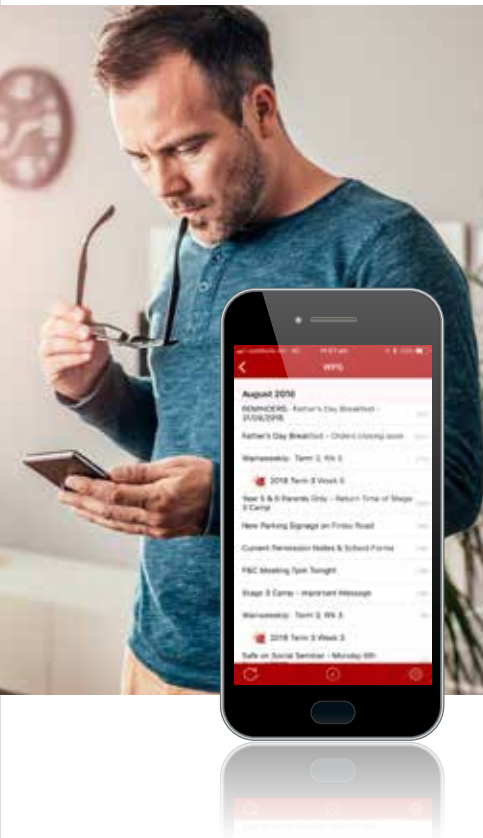 11:57 am
WPS
August 2018
REMINDERS: Father's Day Breakfast -
31/08/2018
Father's Day Breakfast - Orders closing soon
Term 3, Wk 5
2018 Term 3 Week 5
Year 5 & 6 Parents Only - Return Time of Stage
3 Camp
New Parking Signage on Finlay Road
Current Permission Notes & School Forms
P&C Meeting 7pm Tonight
Stage 3 Camp - Important Message
Term 3, Wk 3
2018 Term 3 Week 3
Safe on Social Seminar - Monday 6th